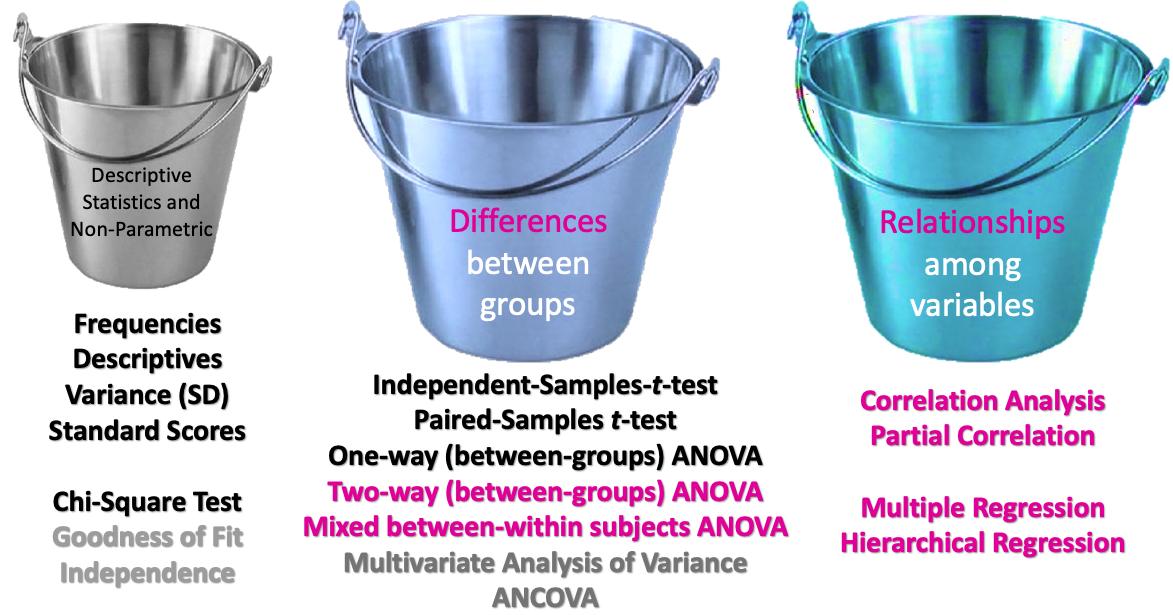 Descriptive
Statistics and
Non-Parametric
Frequencies
Descriptives
Variance (SD)
Standard Scores
Chi-Square Test
Goodness of Fit
Independence
Differences
between
groups
Independent-Samples-t-test
Paired-Samples t-test
One-way (between-groups) ANOVA
Two-way (between-groups) ANOVA
Mixed between-within subjects ANOVA
Multivariate Analysis of Variance
ANCOVA
Relationships
among
variables
Correlation Analysis
Partial Correlation
Multiple Regression
Hierarchical Regression